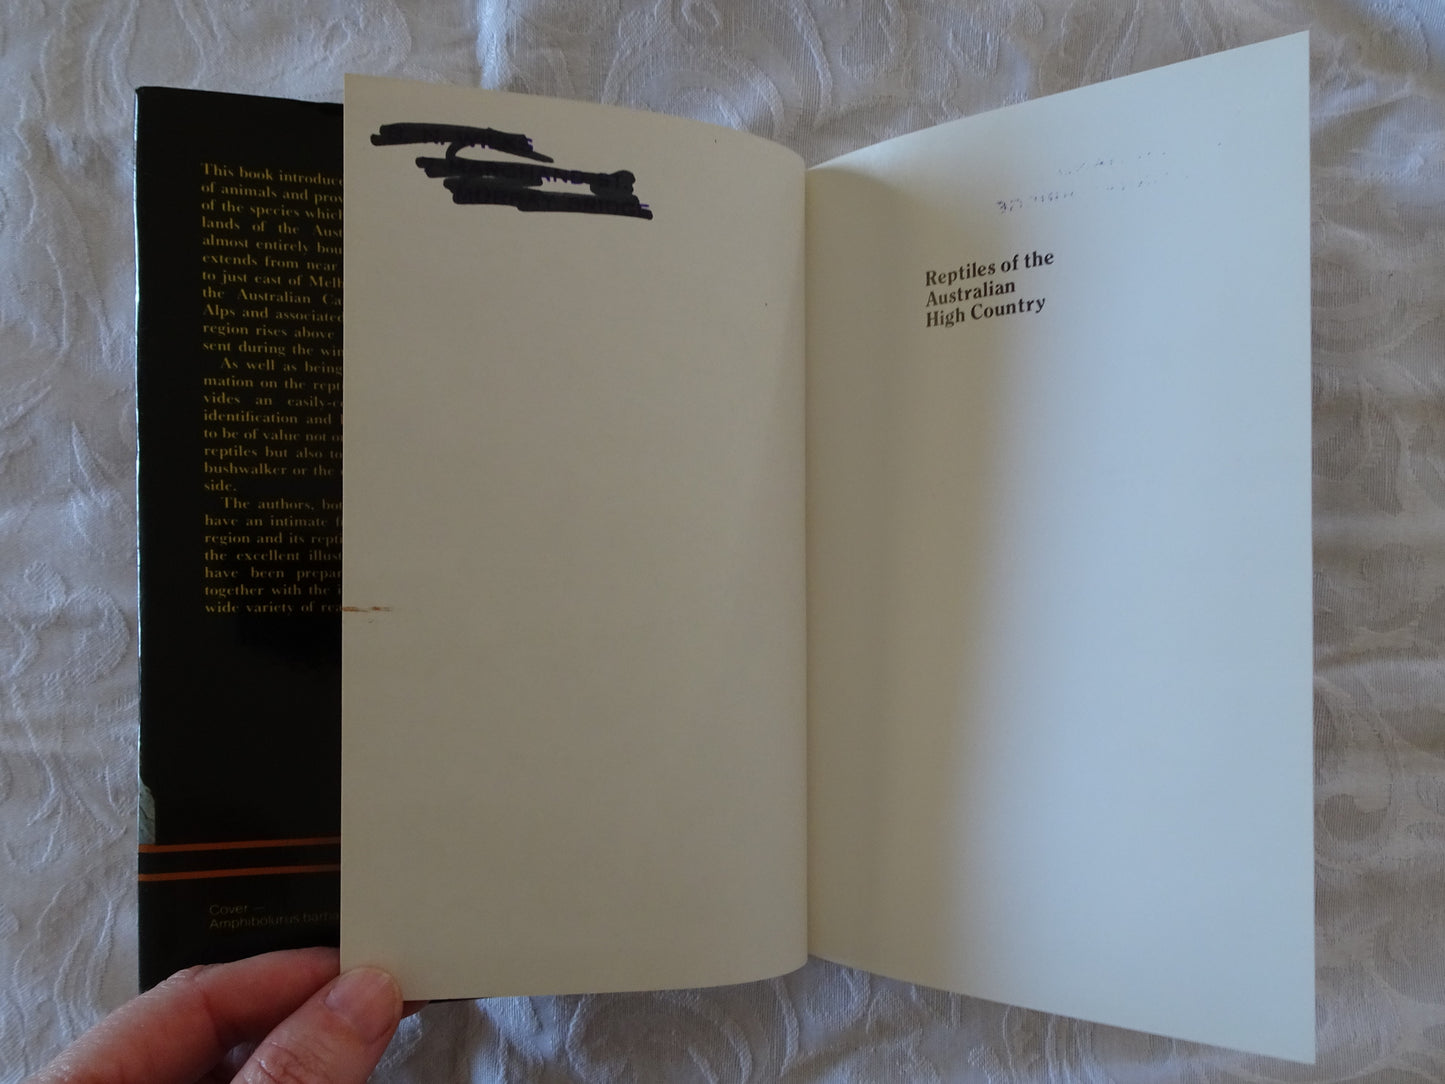 This book introduce
of animals and prov
of the species which
lands of the Aust
almost entirely bou
extends from near
to just east of Melb
the Australian Ca
Alps and associated
region rises above
sent during the win
As well as being
mation on the rept
vides an easily-c
identification and
to be of value not o
reptiles but also to
bushwalker or the
side.
The authors, bot
have an intimate f
region and its repti
the excellent illust
have been prepar
together with the i
wide variety of rea
Cover —
Amphibolurus barba
Reptiles of the
Australian
High Country